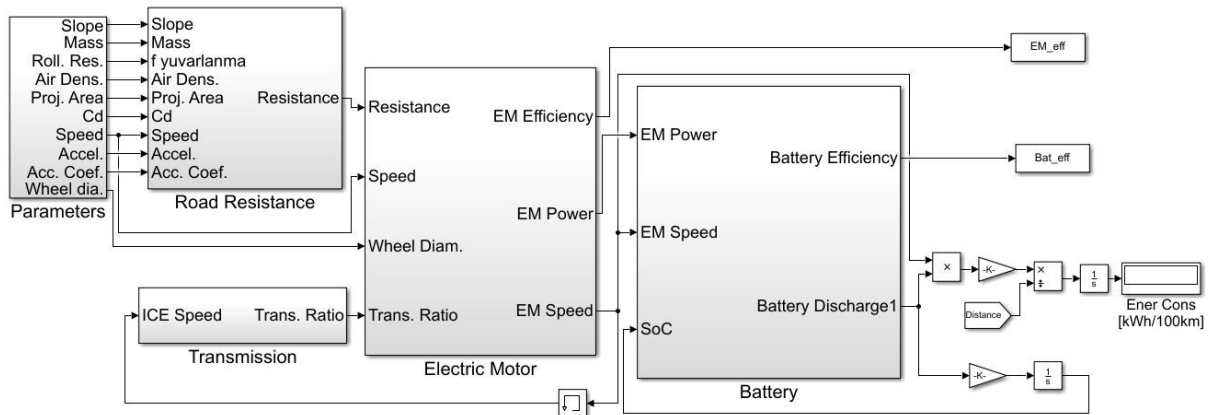 Slope
Mass
Roll. Res.
Air Dens.
Proj. Area
Cd
Speed
Accel.
Acc. Coef.
Wheel dia.
Parameters
Slope
Mass
f yuvarlanma
Air Dens.
Proj. Area
Cd
Speed
Accel.
Acc. Coef.
Resistance
Road Resistance
ICE Speed
Trans. Ratio
Transmission
Resistance
Speed
Wheel Diam.
Trans. Ratio
EM Efficiency
EM Power
EM Speed
Electric Motor
EM Power
EM Speed
SoC
Battery Efficiency
Battery Discharge1
Battery
EM_eff
Bat_eff
×
-K-
×
÷
1
s
Distance
Ener Cons
[kWh/100km]
-K-
1
s